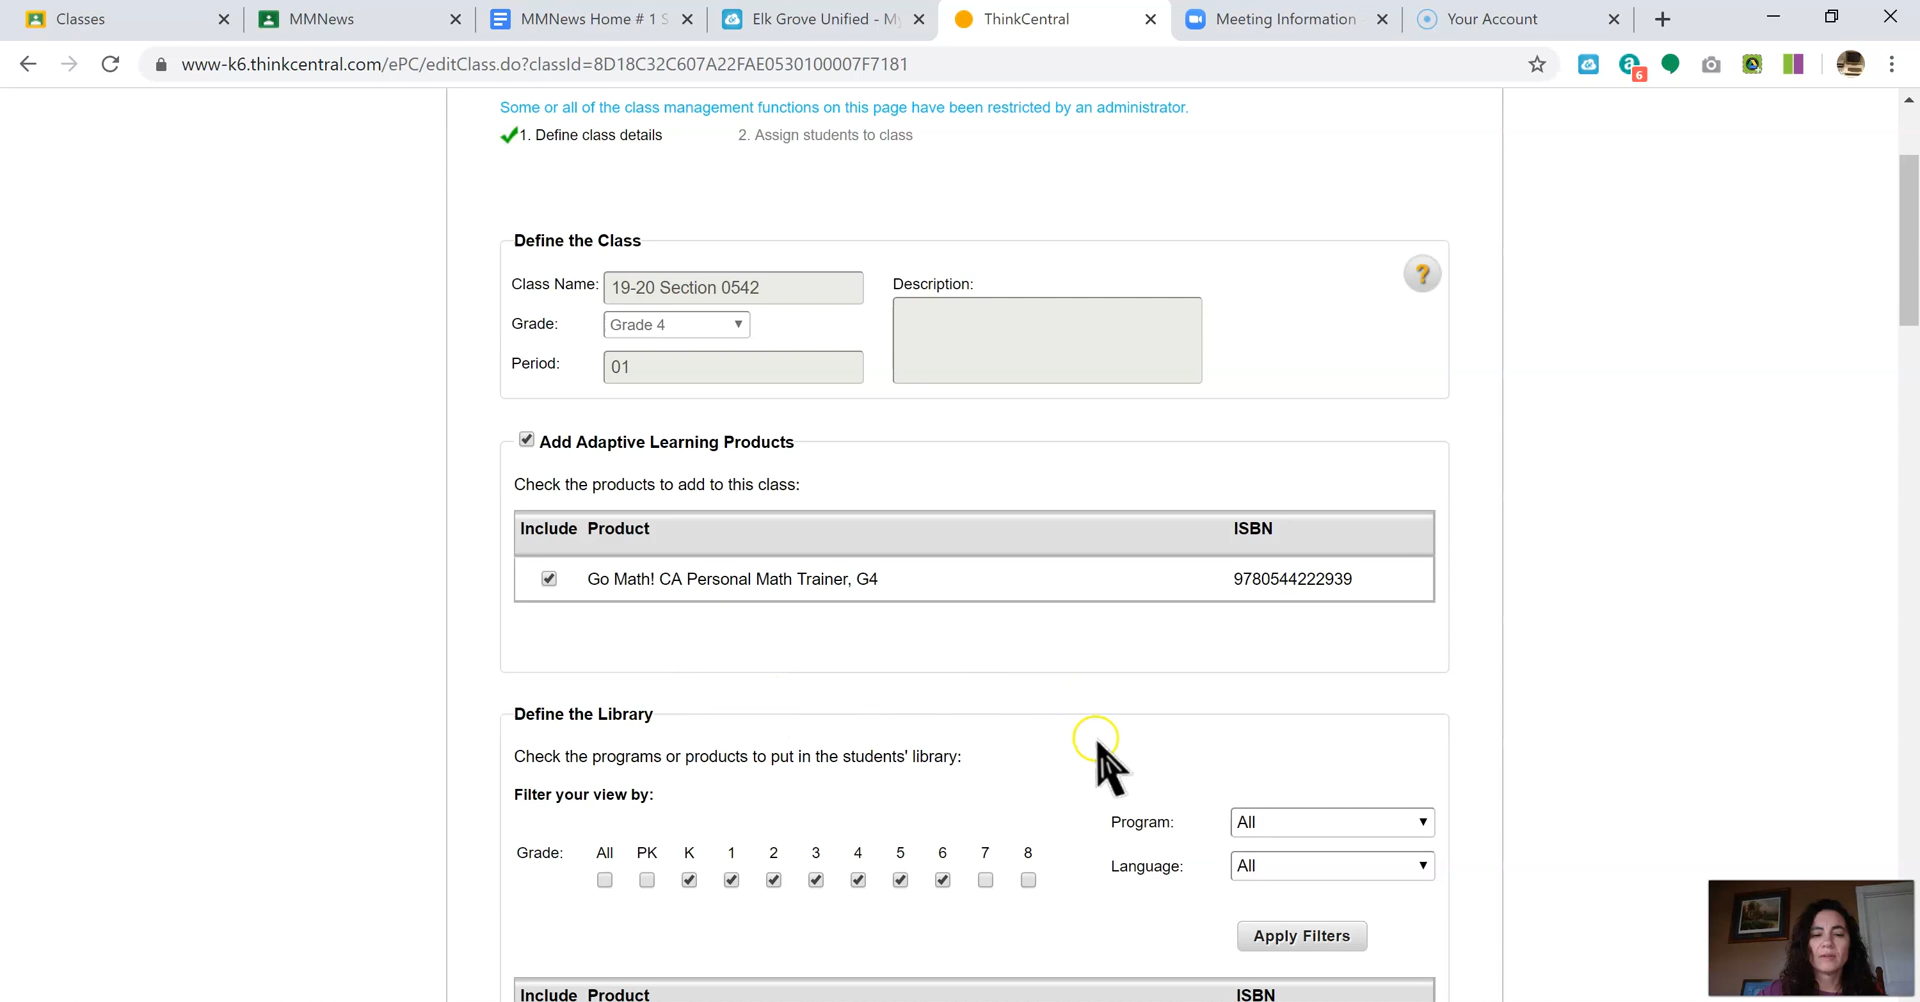 Classes
MMNews
MMNews Home # 1 S
Elk Grove Unified - My
ThinkCentral
Meeting Information
Your Account
www-k6.thinkcentral.com/ePC/editClass.do?classId=8D18C32C607A22FAE0530100007F7181
6
Some or all of the class management functions on this page have been restricted by an administrator.
1. Define class details 2. Assign students to class
Define the Class
Class Name: 19-20 Section 0542 Description:
Grade: Grade 4
Period: 01
Add Adaptive Learning Products
Check the products to add to this class:
Include Product ISBN
Go Math! CA Personal Math Trainer, G4 9780544222939
Define the Library
Check the programs or products to put in the students' library:
Filter your view by:
Program: All
Grade: All PK K 1 2 3 4 5 6 7 8
Language: All
Apply Filters
Include Product ISBN